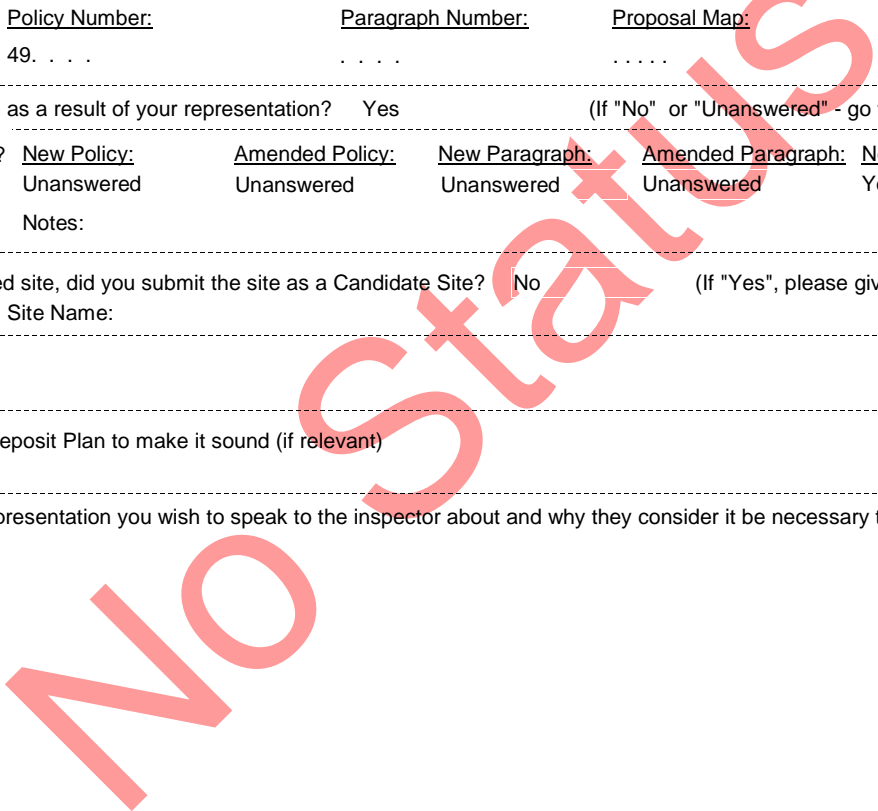 Policy Number: Paragraph Number: Proposal Map:
49. . . . . . . . . . . . .
as a result of your representation? Yes (If "No" or "Unanswered" - go
? New Policy: Amended Policy: New Paragraph: Amended Paragraph:
Unanswered Unanswered Unanswered Unanswered
Notes:
ed site, did you submit the site as a Candidate Site? No (If "Yes", please giv
Site Name:
eposit Plan to make it sound (if relevant)
presentation you wish to speak to the inspector about and why they consider it be necessary t
No Status